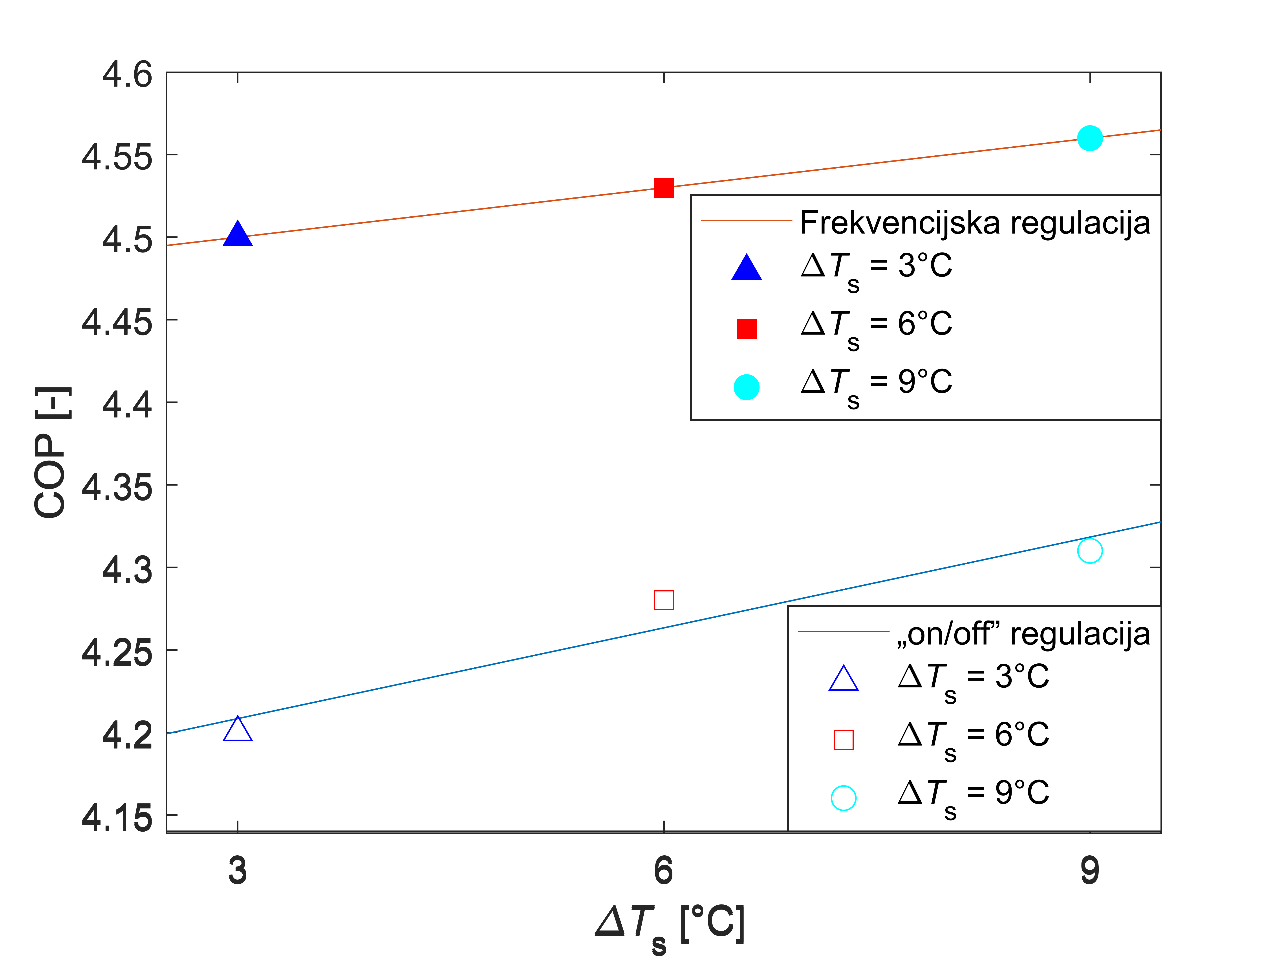 4.6
4.55
4.5
4.45
4.4
4.35
4.3
4.25
4.2
4.15
COP [-]
Frekvencijska regulacija
ΔTs = 3°C
ΔTs = 6°C
ΔTs = 9°C
„on/off” regulacija
ΔTs = 3°C
ΔTs = 6°C
ΔTs = 9°C
3 6 9
ΔTs [°C]